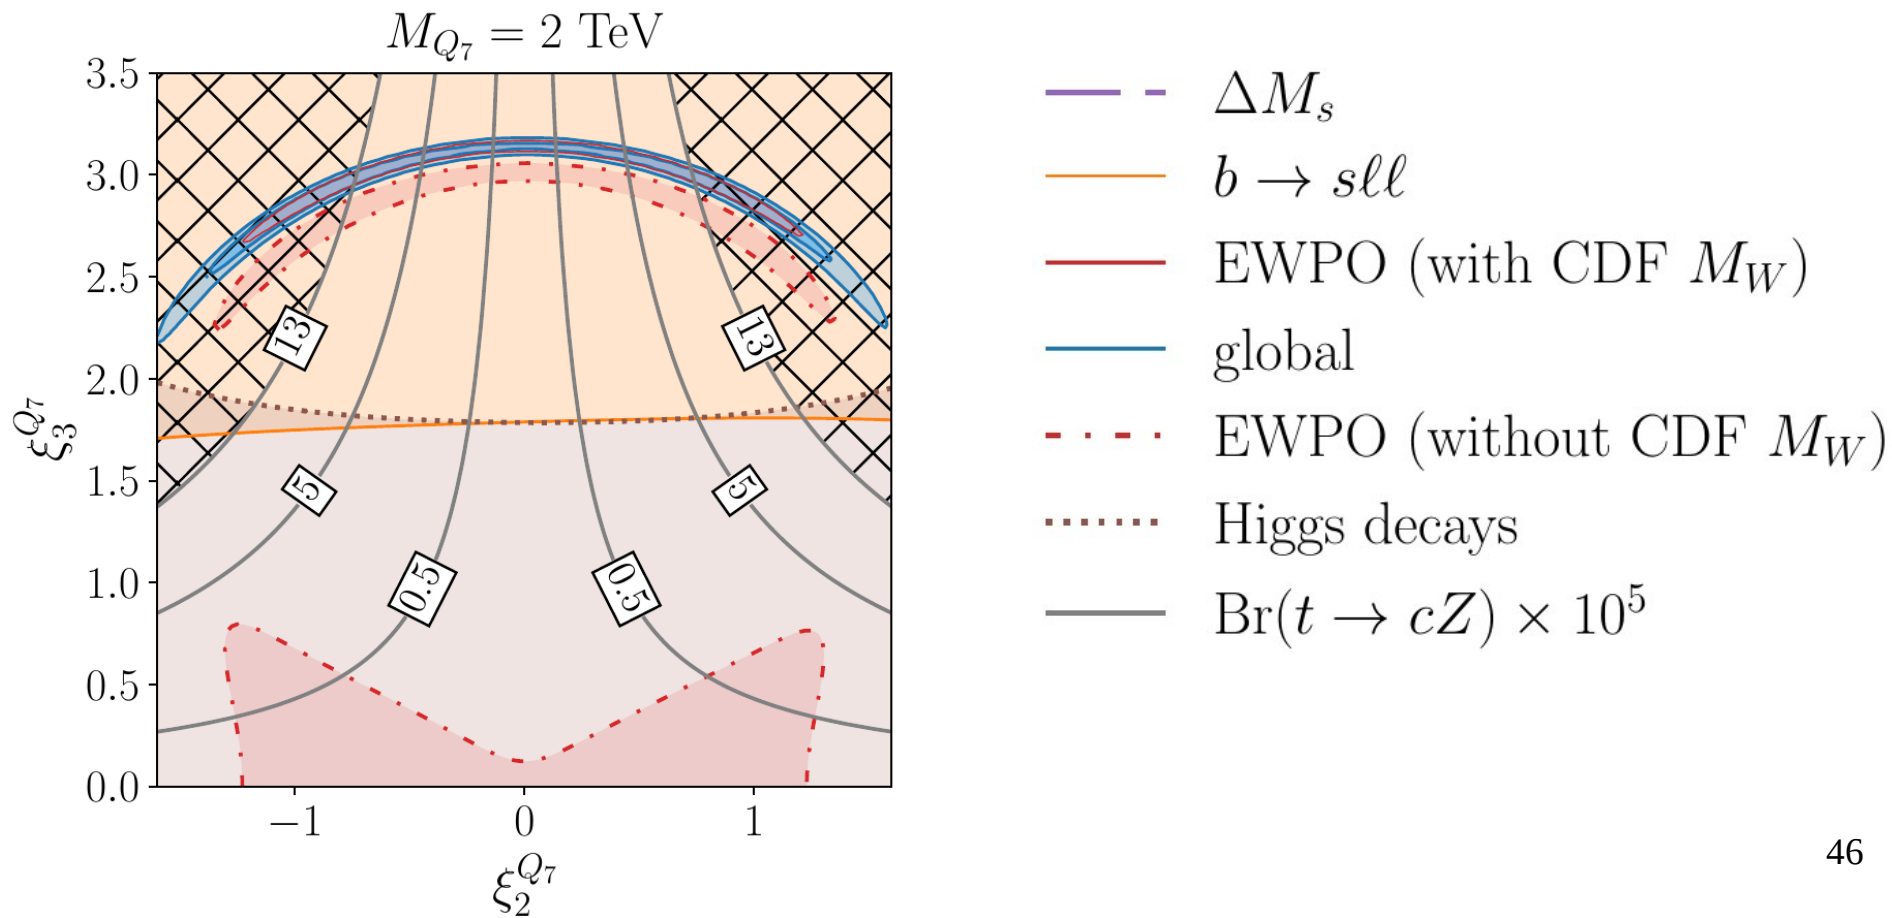 M_{Q_7} = 2 TeV
3.5
3.0
2.5
2.0
1.5
1.0
0.5
0.0
ξ_3^{Q_7}
13
13
5
5
0.5
0.5
−1 0 1
ξ_2^{Q_7}
ΔM_s
b → sℓℓ
EWPO (with CDF M_W)
global
EWPO (without CDF M_W)
Higgs decays
Br(t → cZ) × 10^5
46